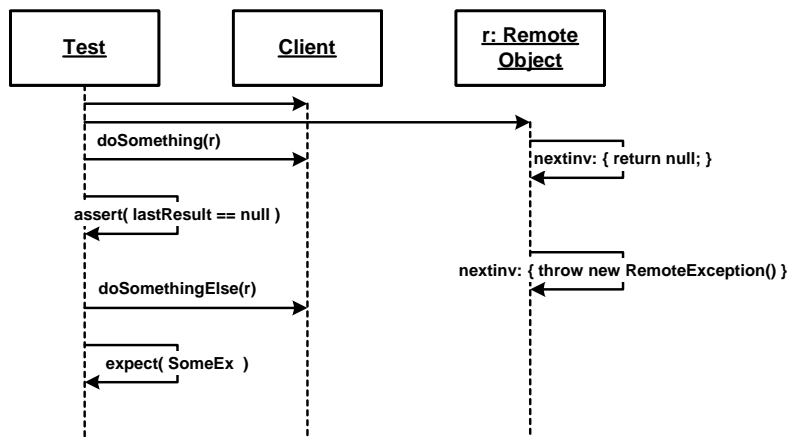 Test
Client
r: Remote
Object
doSomething(r)
nextinv: { return null; }
assert( lastResult == null )
nextinv: { throw new RemoteException() }
doSomethingElse(r)
expect( SomeEx )